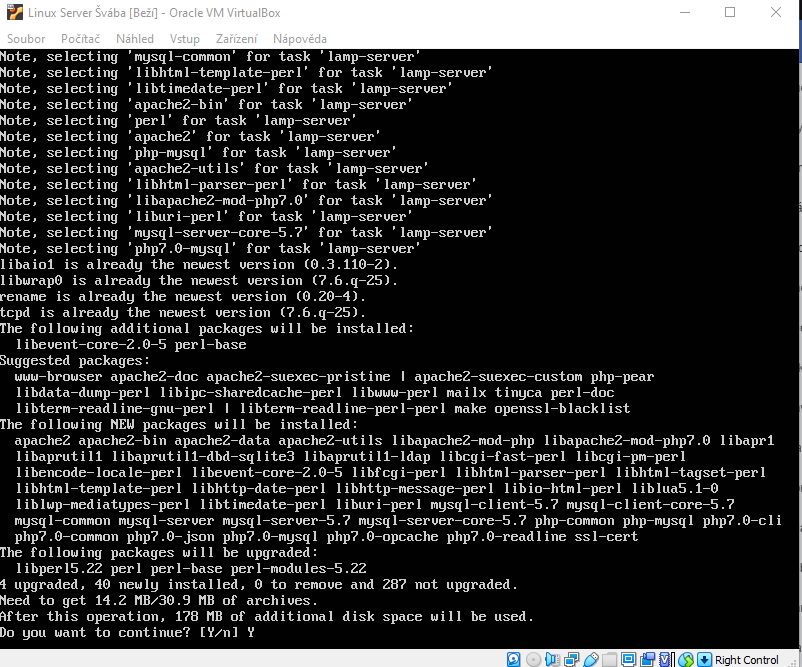 Linux Server Švába [Beží] - Oracle VM VirtualBox
Soubor Počítač Náhled Vstup Zařízení Nápověda
Note, selecting 'mysql-common' for task 'lamp-server'
Note, selecting 'libhtml-template-perl' for task 'lamp-server'
Note, selecting 'libtimedate-perl' for task 'lamp-server'
Note, selecting 'apache2-bin' for task 'lamp-server'
Note, selecting 'perl' for task 'lamp-server'
Note, selecting 'apache2' for task 'lamp-server'
Note, selecting 'php-mysql' for task 'lamp-server'
Note, selecting 'apache2-utils' for task 'lamp-server'
Note, selecting 'libhtml-parser-perl' for task 'lamp-server'
Note, selecting 'libapache2-mod-php7.0' for task 'lamp-server'
Note, selecting 'liburi-perl' for task 'lamp-server'
Note, selecting 'mysql-server-core-5.7' for task 'lamp-server'
Note, selecting 'php7.0-mysql' for task 'lamp-server'
libaio1 is already the newest version (0.3.110-2).
libwrap0 is already the newest version (7.6.q-25).
rename is already the newest version (0.20-4).
tcpd is already the newest version (7.6.q-25).
The following additional packages will be installed:
libevent-core-2.0-5 perl-base
Suggested packages:
www-browser apache2-doc apache2-suexec-pristine | apache2-suexec-custom php-pear
libdata-dump-perl libipc-sharedcache-perl libwww-perl mailx tinyca perl-doc
libterm-readline-gnu-perl | libterm-readline-perl-perl make openssl-blacklist
The following NEW packages will be installed:
apache2 apache2-bin apache2-data apache2-utils libapache2-mod-php libapache2-mod-php7.0 libapr1
libaprutil1 libaprutil1-dbd-sqlite3 libaprutil1-ldap libcgi-fast-perl libcgi-pm-perl
libencode-locale-perl libevent-core-2.0-5 libfcgi-perl libhtml-parser-perl libhtml-tagset-perl
libhtml-template-perl libhttp-date-perl libhttp-message-perl libio-html-perl liblua5.1-0
liblwp-mediatypes-perl libtimedate-perl liburi-perl mysql-client-5.7 mysql-client-core-5.7
mysql-common mysql-server mysql-server-5.7 mysql-server-core-5.7 php-common php-mysql php7.0-cli
php7.0-common php7.0-json php7.0-mysql php7.0-opcache php7.0-readline ssl-cert
The following packages will be upgraded:
libperl5.22 perl perl-base perl-modules-5.22
4 upgraded, 40 newly installed, 0 to remove and 287 not upgraded.
Need to get 14.2 MB/30.9 MB of archives.
After this operation, 178 MB of additional disk space will be used.
Do you want to continue? [Y/n] Y
Right Control